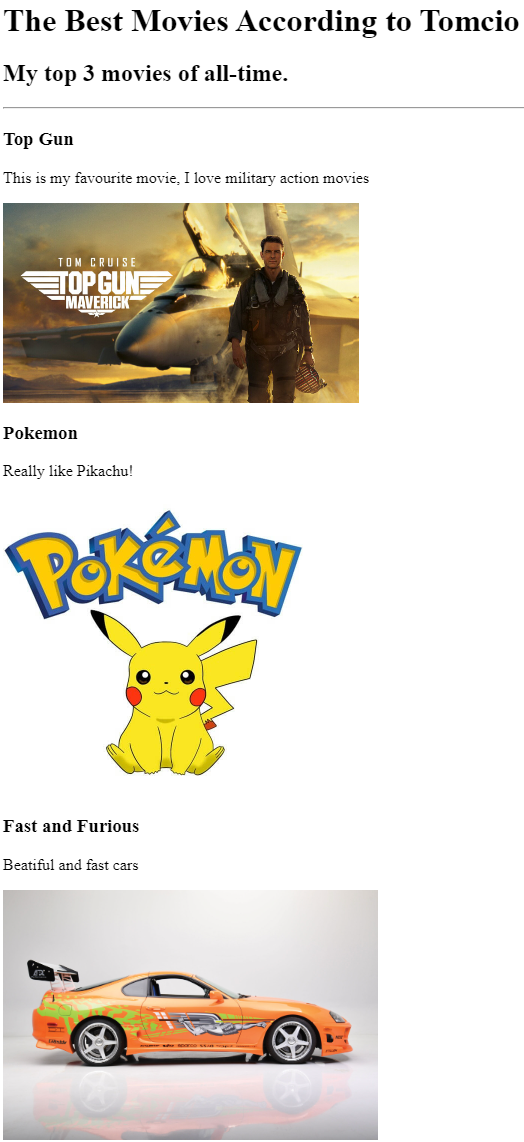 The Best Movies According to Tomcio
My top 3 movies of all-time.
Top Gun
This is my favourite movie, I love military action movies
TOM CRUISE
TOP GUN
MAVERICK
Pokemon
Really like Pikachu!
POKéMON
Fast and Furious
Beatiful and fast cars